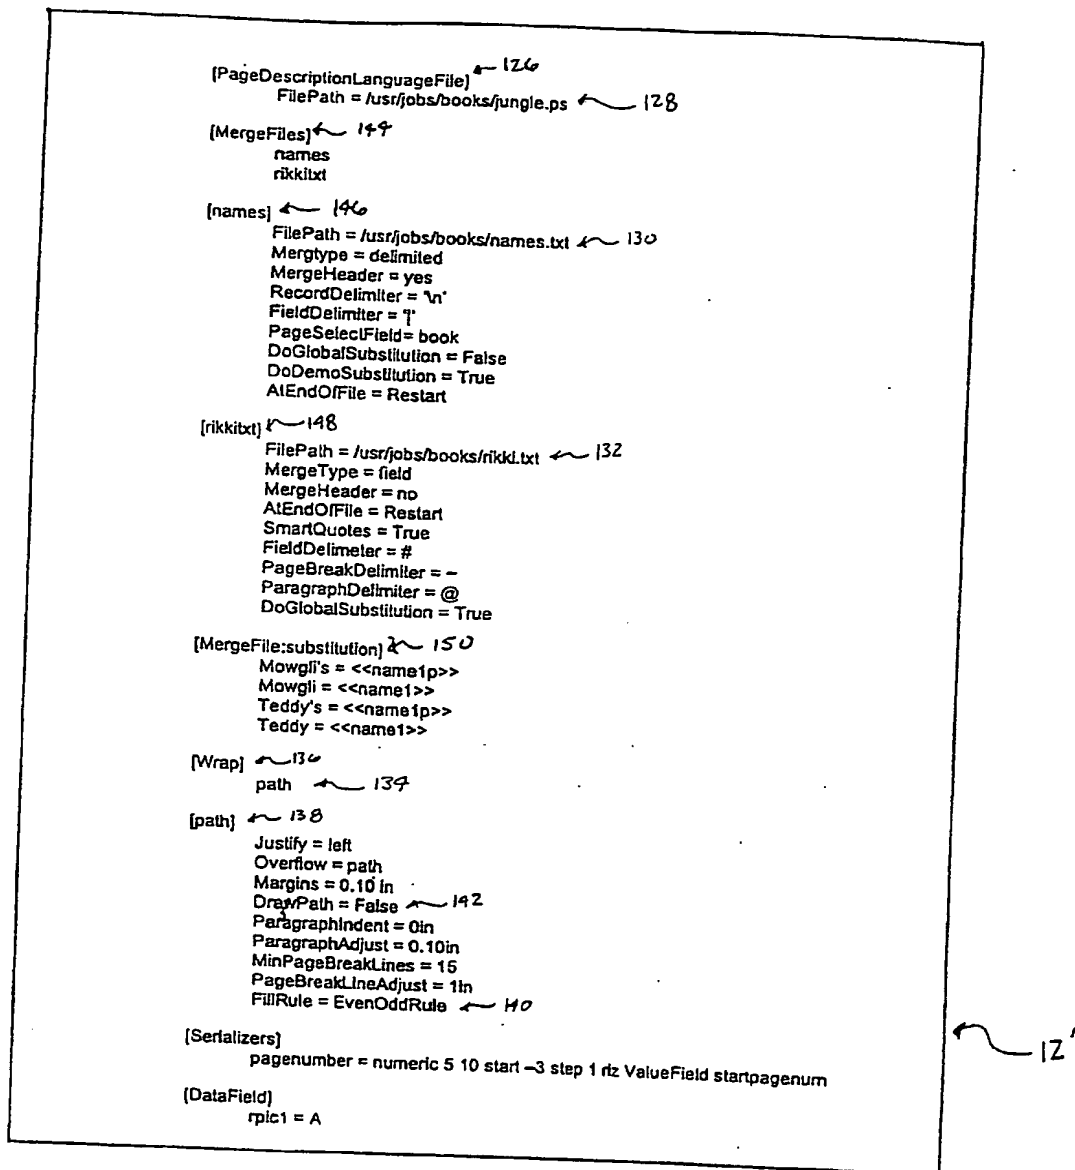 [PageDescriptionLanguageFile] 126
FilePath = /usr/jobs/books/jungle.ps 128
[MergeFiles] 144
names
rikkitxt
[names] 146
FilePath = /usr/jobs/books/names.txt 130
Mergtype = delimited
MergeHeader = yes
RecordDelimiter = '\n'
FieldDelimiter = '|'
PageSelectField= book
DoGlobalSubstitution = False
DoDemoSubstitution = True
AtEndOfFile = Restart
[rikkitxt] 148
FilePath = /usr/jobs/books/rikki.txt 132
MergeType = field
MergeHeader = no
AtEndOfFile = Restart
SmartQuotes = True
FieldDelimeter = #
PageBreakDelimiter = ~
ParagraphDelimiter = @
DoGlobalSubstitution = True
[MergeFile:substitution] 150
Mowgli's = <<name1p>>
Mowgli = <<name1>>
Teddy's = <<name1p>>
Teddy = <<name1>>
[Wrap] 136
path 134
[path] 138
Justify = left
Overflow = path
Margins = 0.10 in
DrawPath = False 142
ParagraphIndent = 0in
ParagraphAdjust = 0.10in
MinPageBreakLines = 15
PageBreakLineAdjust = 1in
FillRule = EvenOddRule 140
[Serializers]
pagenumber = numeric 5 10 start –3 step 1 rlz ValueField startpagenum
12'
[DataField]
rpic1 = A